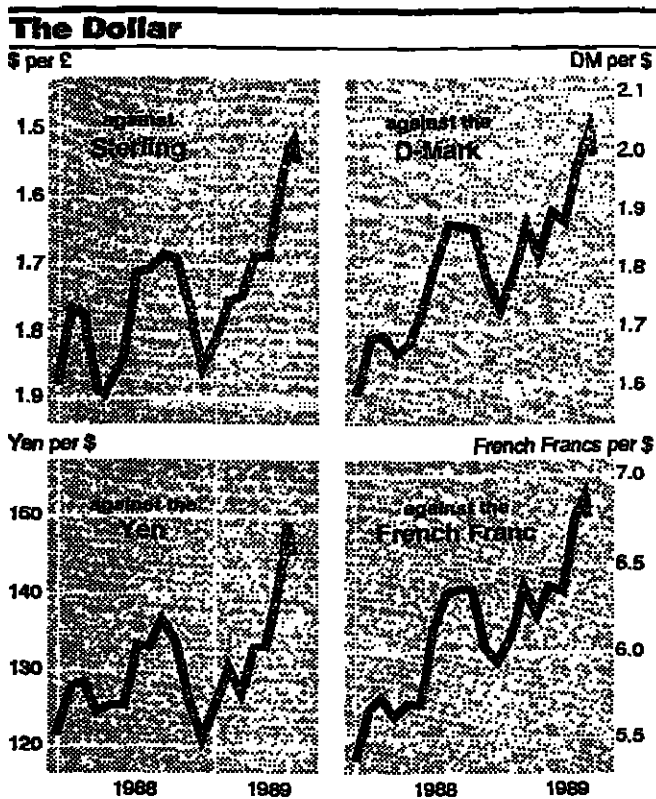 The Dollar
$ per £
DM per $
against
Sterling
1.5
1.6
1.7
1.8
1.9
against the
D-Mark
2.1
2.0
1.9
1.8
1.7
1.6
Yen per $
French Francs per $
against the
Yen
150
140
130
120
against the
French Franc
7.0
6.5
6.0
5.5
1988
1989
1988
1989